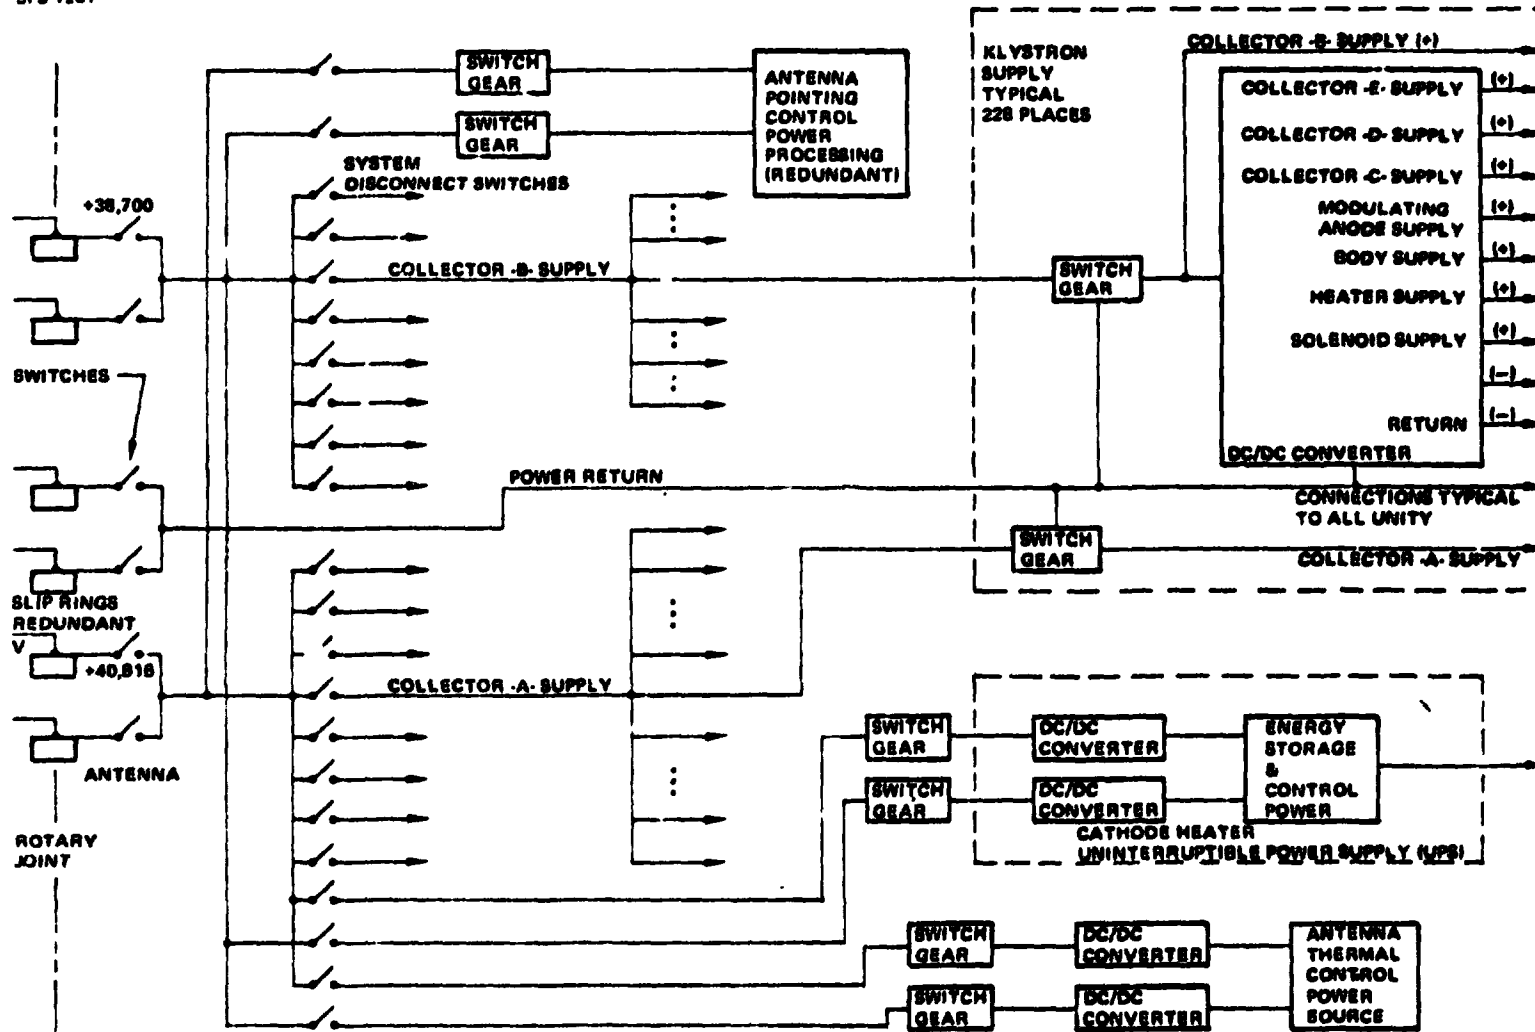 SWITCH
GEAR
SWITCH
GEAR
ANTENNA
POINTING
CONTROL
POWER
PROCESSING
(REDUNDANT)
SYSTEM
DISCONNECT SWITCHES
KLYSTRON
SUPPLY
TYPICAL
228 PLACES
COLLECTOR -B- SUPPLY (+)
COLLECTOR -E- SUPPLY (+)
COLLECTOR -D- SUPPLY (+)
COLLECTOR -C- SUPPLY (+)
MODULATING
ANODE SUPPLY (+)
BODY SUPPLY (+)
HEATER SUPPLY (+)
SOLENOID SUPPLY (+)
(−)
RETURN (−)
DC/DC CONVERTER
+38,700
COLLECTOR -B- SUPPLY
SWITCH
GEAR
SWITCHES
POWER RETURN
CONNECTIONS TYPICAL
TO ALL UNITY
SWITCH
GEAR
COLLECTOR -A- SUPPLY
SLIP RINGS
REDUNDANT
V
+40,818
COLLECTOR -A- SUPPLY
ANTENNA
ROTARY
JOINT
SWITCH
GEAR
DC/DC
CONVERTER
ENERGY
STORAGE
&
CONTROL
POWER
SWITCH
GEAR
DC/DC
CONVERTER
CATHODE HEATER
UNINTERRUPTIBLE POWER SUPPLY (UPS)
SWITCH
GEAR
DC/DC
CONVERTER
ANTENNA
THERMAL
CONTROL
POWER
SOURCE
SWITCH
GEAR
DC/DC
CONVERTER